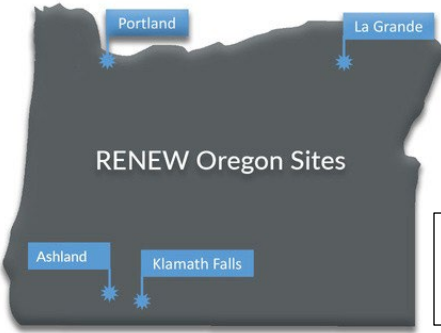 Portland
La Grande
RENEW Oregon Sites
Ashland
Klamath Falls